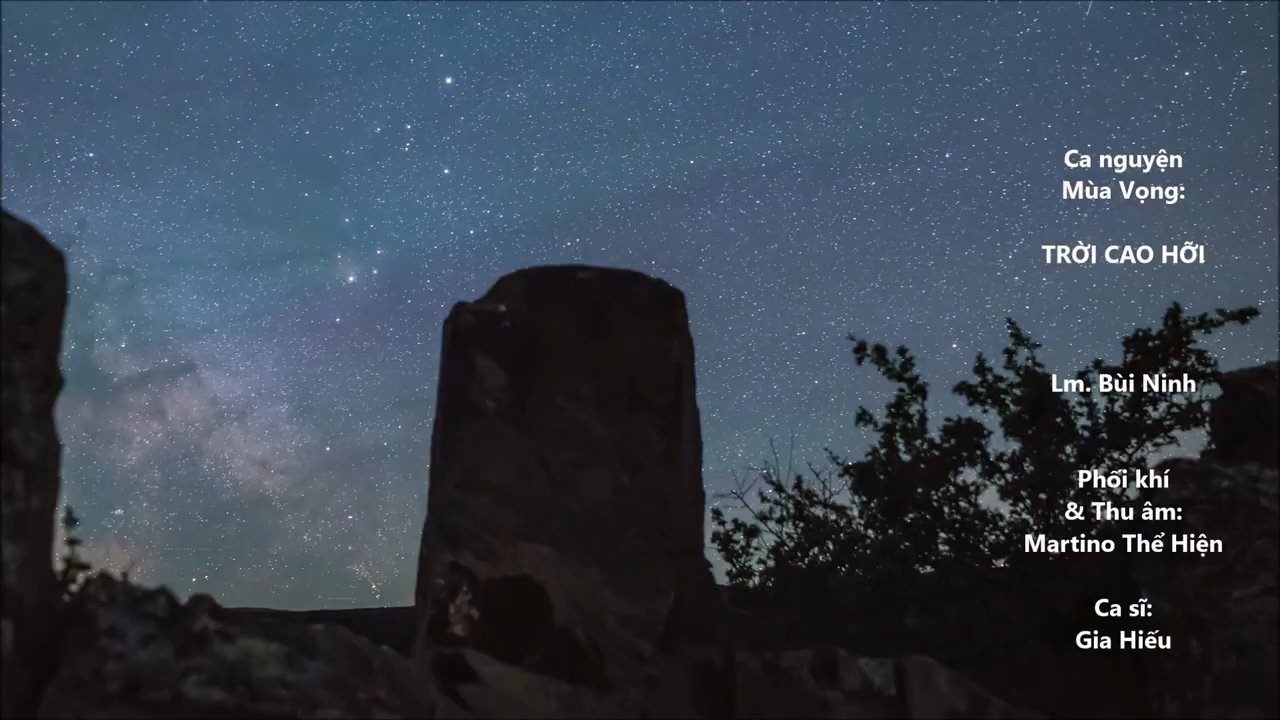 Ca nguyện
Mùa Vọng:
TRỜI CAO HỠI
Lm. Bùi Ninh
Phối khí
& Thu âm:
Martino Thể Hiện
Ca sĩ:
Gia Hiếu